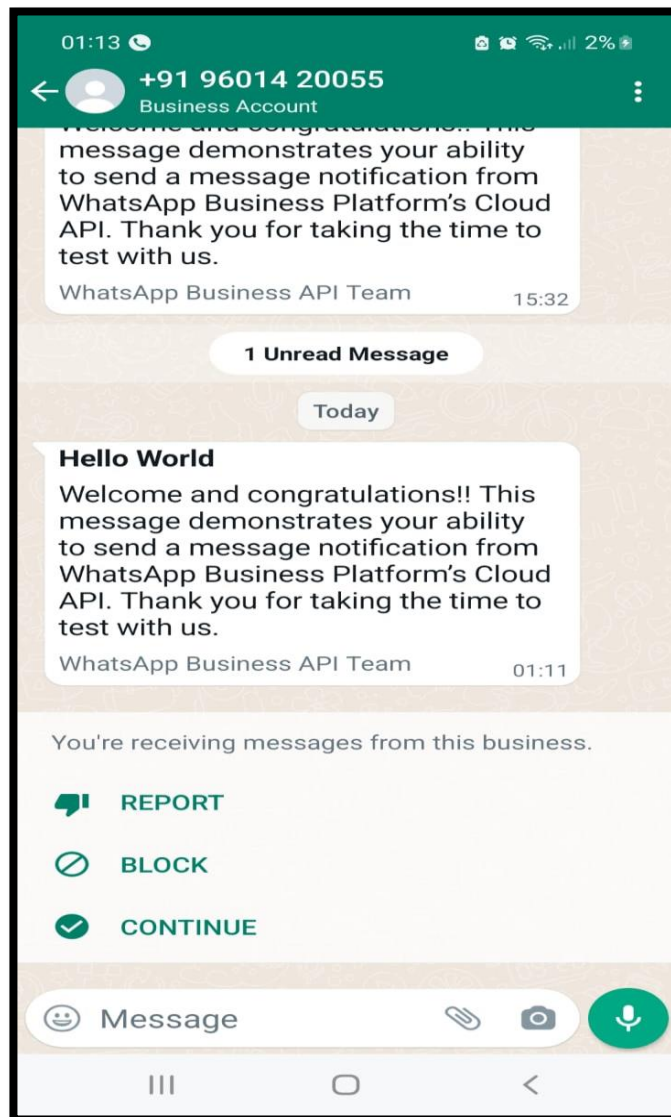 01:13 2%
+91 96014 20055
Business Account
Welcome and congratulations!! This
message demonstrates your ability
to send a message notification from
WhatsApp Business Platform’s Cloud
API. Thank you for taking the time to
test with us.
WhatsApp Business API Team 15:32
1 Unread Message
Today
Hello World
Welcome and congratulations!! This
message demonstrates your ability
to send a message notification from
WhatsApp Business Platform’s Cloud
API. Thank you for taking the time to
test with us.
WhatsApp Business API Team 01:11
You're receiving messages from this business.
REPORT
BLOCK
CONTINUE
Message